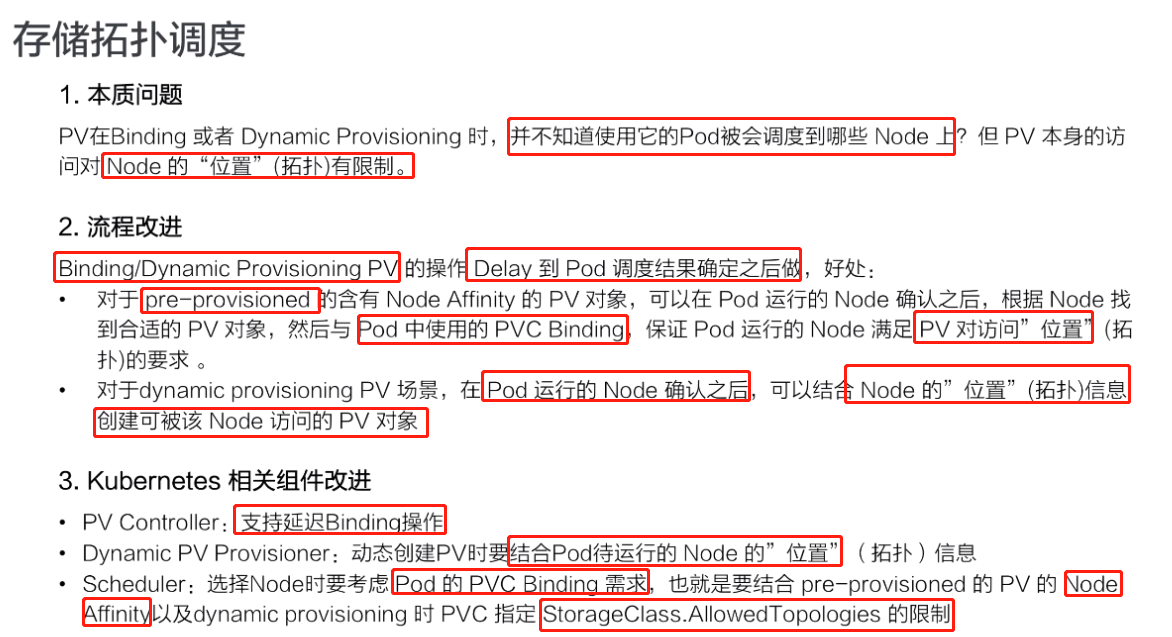 存储拓扑调度
1. 本质问题
PV在Binding 或者 Dynamic Provisioning 时，并不知道使用它的Pod被会调度到哪些 Node 上？但 PV 本身的访
问对 Node 的“位置”(拓扑)有限制。
2. 流程改进
Binding/Dynamic Provisioning PV 的操作 Delay 到 Pod 调度结果确定之后做，好处：
• 对于 pre-provisioned 的含有 Node Affinity 的 PV 对象，可以在 Pod 运行的 Node 确认之后，根据 Node 找
到合适的 PV 对象，然后与 Pod 中使用的 PVC Binding，保证 Pod 运行的 Node 满足 PV 对访问”位置”(拓
扑)的要求 。
• 对于dynamic provisioning PV 场景，在 Pod 运行的 Node 确认之后，可以结合 Node 的”位置”(拓扑)信息
创建可被该 Node 访问的 PV 对象
3. Kubernetes 相关组件改进
• PV Controller：支持延迟Binding操作
• Dynamic PV Provisioner：动态创建PV时要结合Pod待运行的 Node 的”位置”（拓扑）信息
• Scheduler：选择Node时要考虑 Pod 的 PVC Binding 需求，也就是要结合 pre-provisioned 的 PV 的 Node
Affinity以及dynamic provisioning 时 PVC 指定 StorageClass.AllowedTopologies 的限制